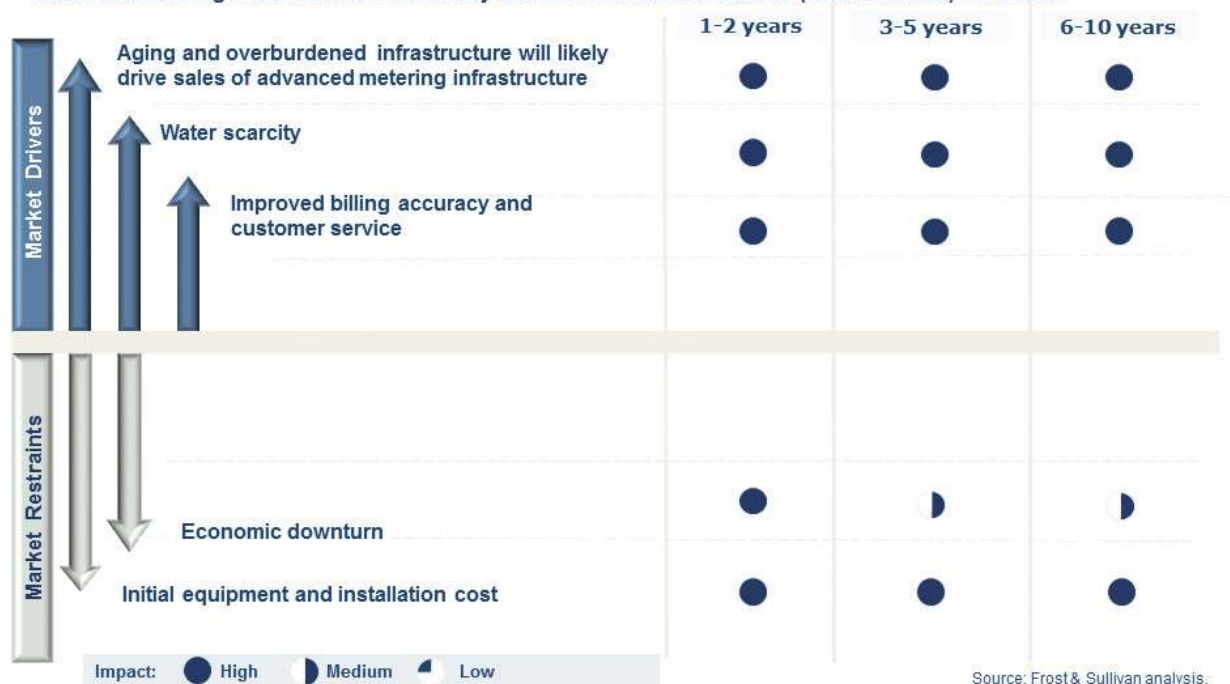 1-2 years 3-5 years 6-10 years
Market Drivers
Aging and overburdened infrastructure will likely
drive sales of advanced metering infrastructure
Water scarcity
Improved billing accuracy and
customer service
Market Restraints
Economic downturn
Initial equipment and installation cost
Impact: High Medium Low
Source: Frost & Sullivan analysis.